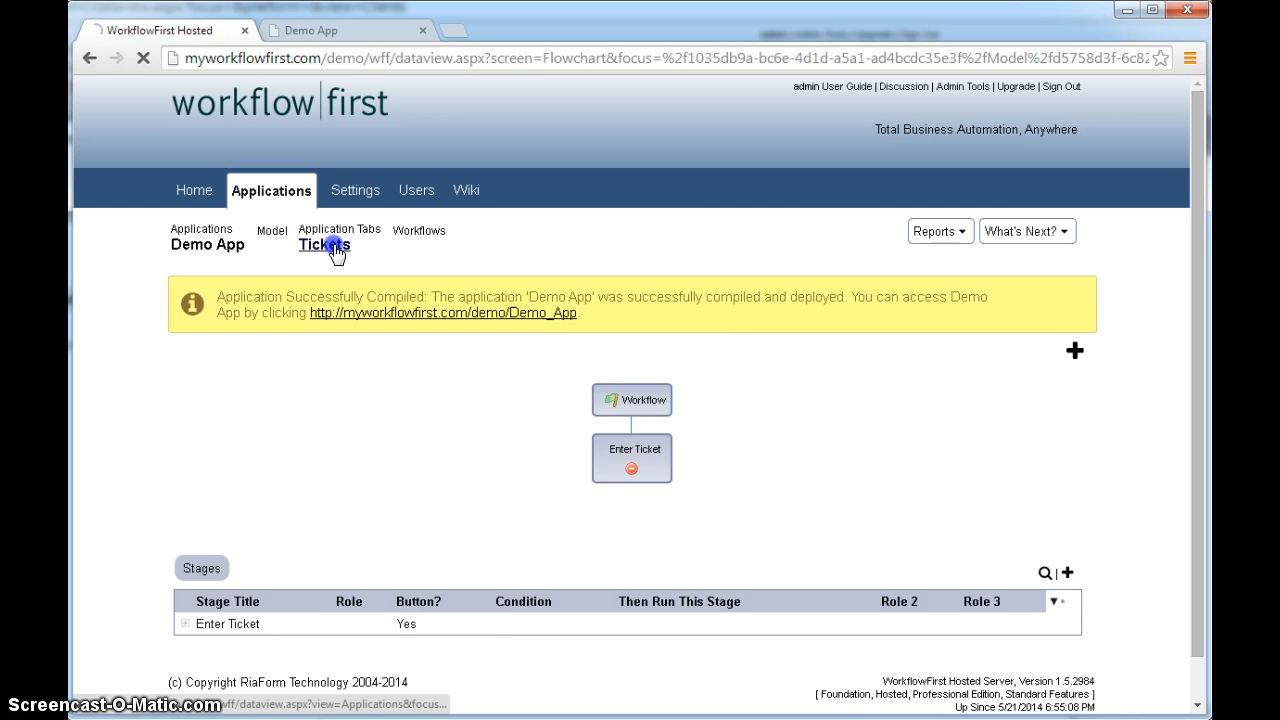 WorkflowFirst Hosted
Demo App
myworkflowfirst.com/demo/wff/dataview.aspx?screen=Flowchart&focus=%2f1035db9a-bc6e-4d1d-a5a1-ad4bcdc35e3f%2fModel%2fd5758d3f-6c82
workflow|first
admin User Guide | Discussion | Admin Tools | Upgrade | Sign Out
Total Business Automation, Anywhere
Home Applications Settings Users Wiki
Applications Model Application Tabs Workflows
Demo App Tickets
Reports
What's Next?
Application Successfully Compiled: The application 'Demo App' was successfully compiled and deployed. You can access Demo
App by clicking http://myworkflowfirst.com/demo/Demo_App.
Workflow
Enter Ticket
Stages
Stage Title Role Button? Condition Then Run This Stage Role 2 Role 3
Enter Ticket Yes
(c) Copyright RiaForm Technology 2004-2014
WorkflowFirst Hosted Server, Version 1.5.2984
[ Foundation, Hosted, Professional Edition, Standard Features ]
Up Since 5/21/2014 6:55:08 PM
Screencast-O-Matic.com
wff/dataview.aspx?view=Applications&focus...